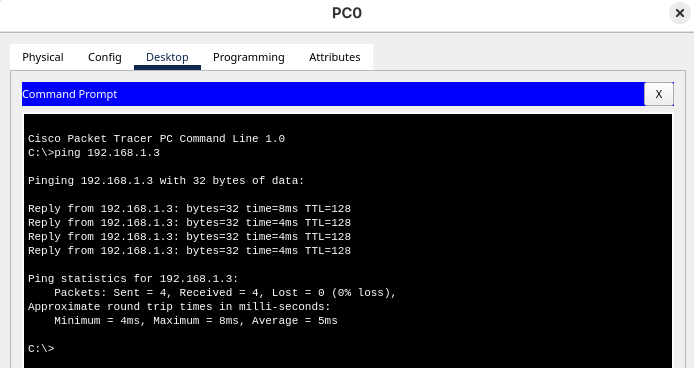 PC0
Physical Config Desktop Programming Attributes
Command Prompt X
Cisco Packet Tracer PC Command Line 1.0
C:\>ping 192.168.1.3
Pinging 192.168.1.3 with 32 bytes of data:
Reply from 192.168.1.3: bytes=32 time=8ms TTL=128
Reply from 192.168.1.3: bytes=32 time=4ms TTL=128
Reply from 192.168.1.3: bytes=32 time=4ms TTL=128
Reply from 192.168.1.3: bytes=32 time=4ms TTL=128
Ping statistics for 192.168.1.3:
Packets: Sent = 4, Received = 4, Lost = 0 (0% loss),
Approximate round trip times in milli-seconds:
Minimum = 4ms, Maximum = 8ms, Average = 5ms
C:\>